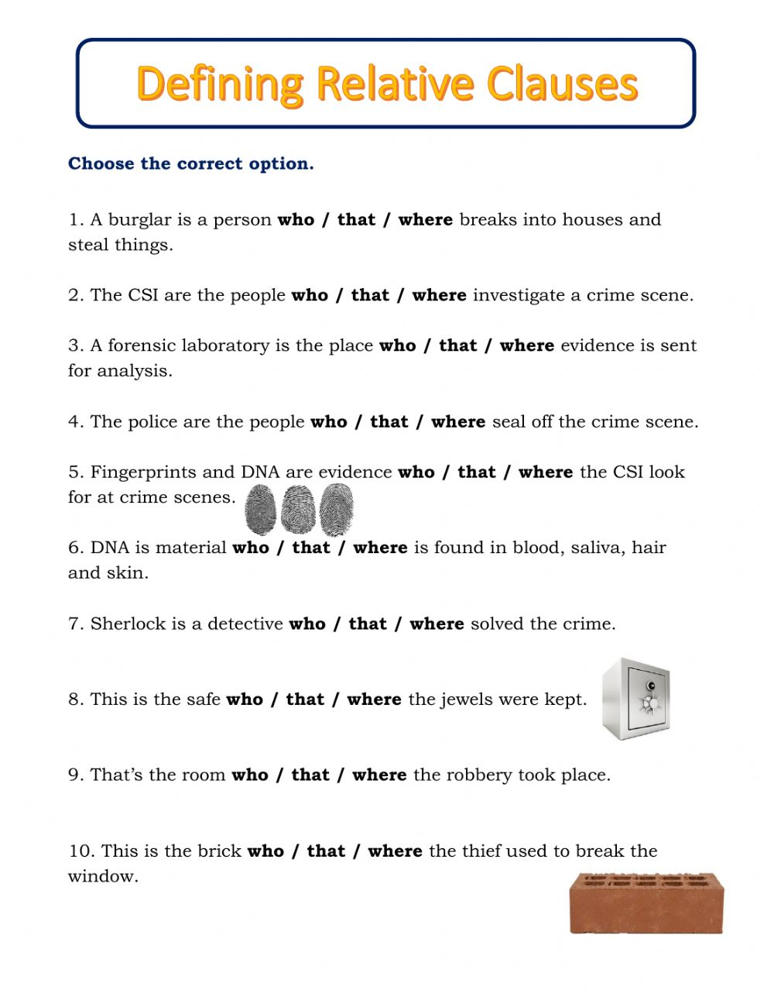 Defining Relative Clauses
Choose the correct option.
1. A burglar is a person who / that / where breaks into houses and
steal things.
2. The CSI are the people who / that / where investigate a crime scene.
3. A forensic laboratory is the place who / that / where evidence is sent
for analysis.
4. The police are the people who / that / where seal off the crime scene.
5. Fingerprints and DNA are evidence who / that / where the CSI look
for at crime scenes.
6. DNA is material who / that / where is found in blood, saliva, hair
and skin.
7. Sherlock is a detective who / that / where solved the crime.
8. This is the safe who / that / where the jewels were kept.
9. That’s the room who / that / where the robbery took place.
10. This is the brick who / that / where the thief used to break the
window.